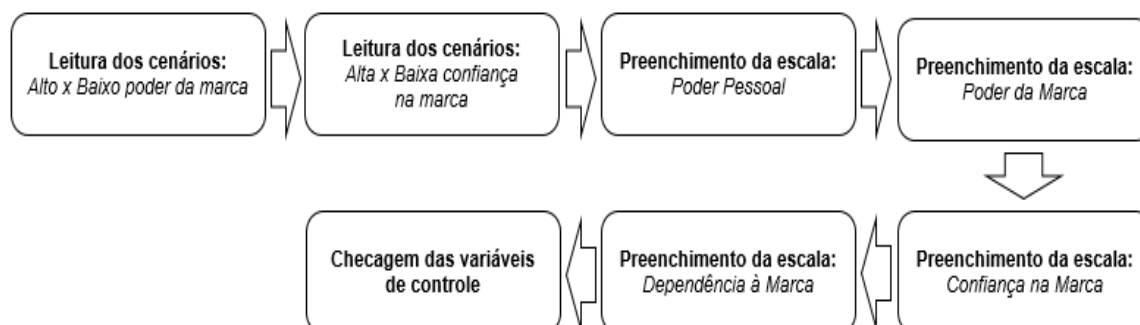 Leitura dos cenários:
Alto x Baixo poder da marca
Leitura dos cenários:
Alta x Baixa confiança
na marca
Preenchimento da escala:
Poder Pessoal
Preenchimento da escala:
Poder da Marca
Preenchimento da escala:
Confiança na Marca
Preenchimento da escala:
Dependência à Marca
Checagem das variáveis
de controle